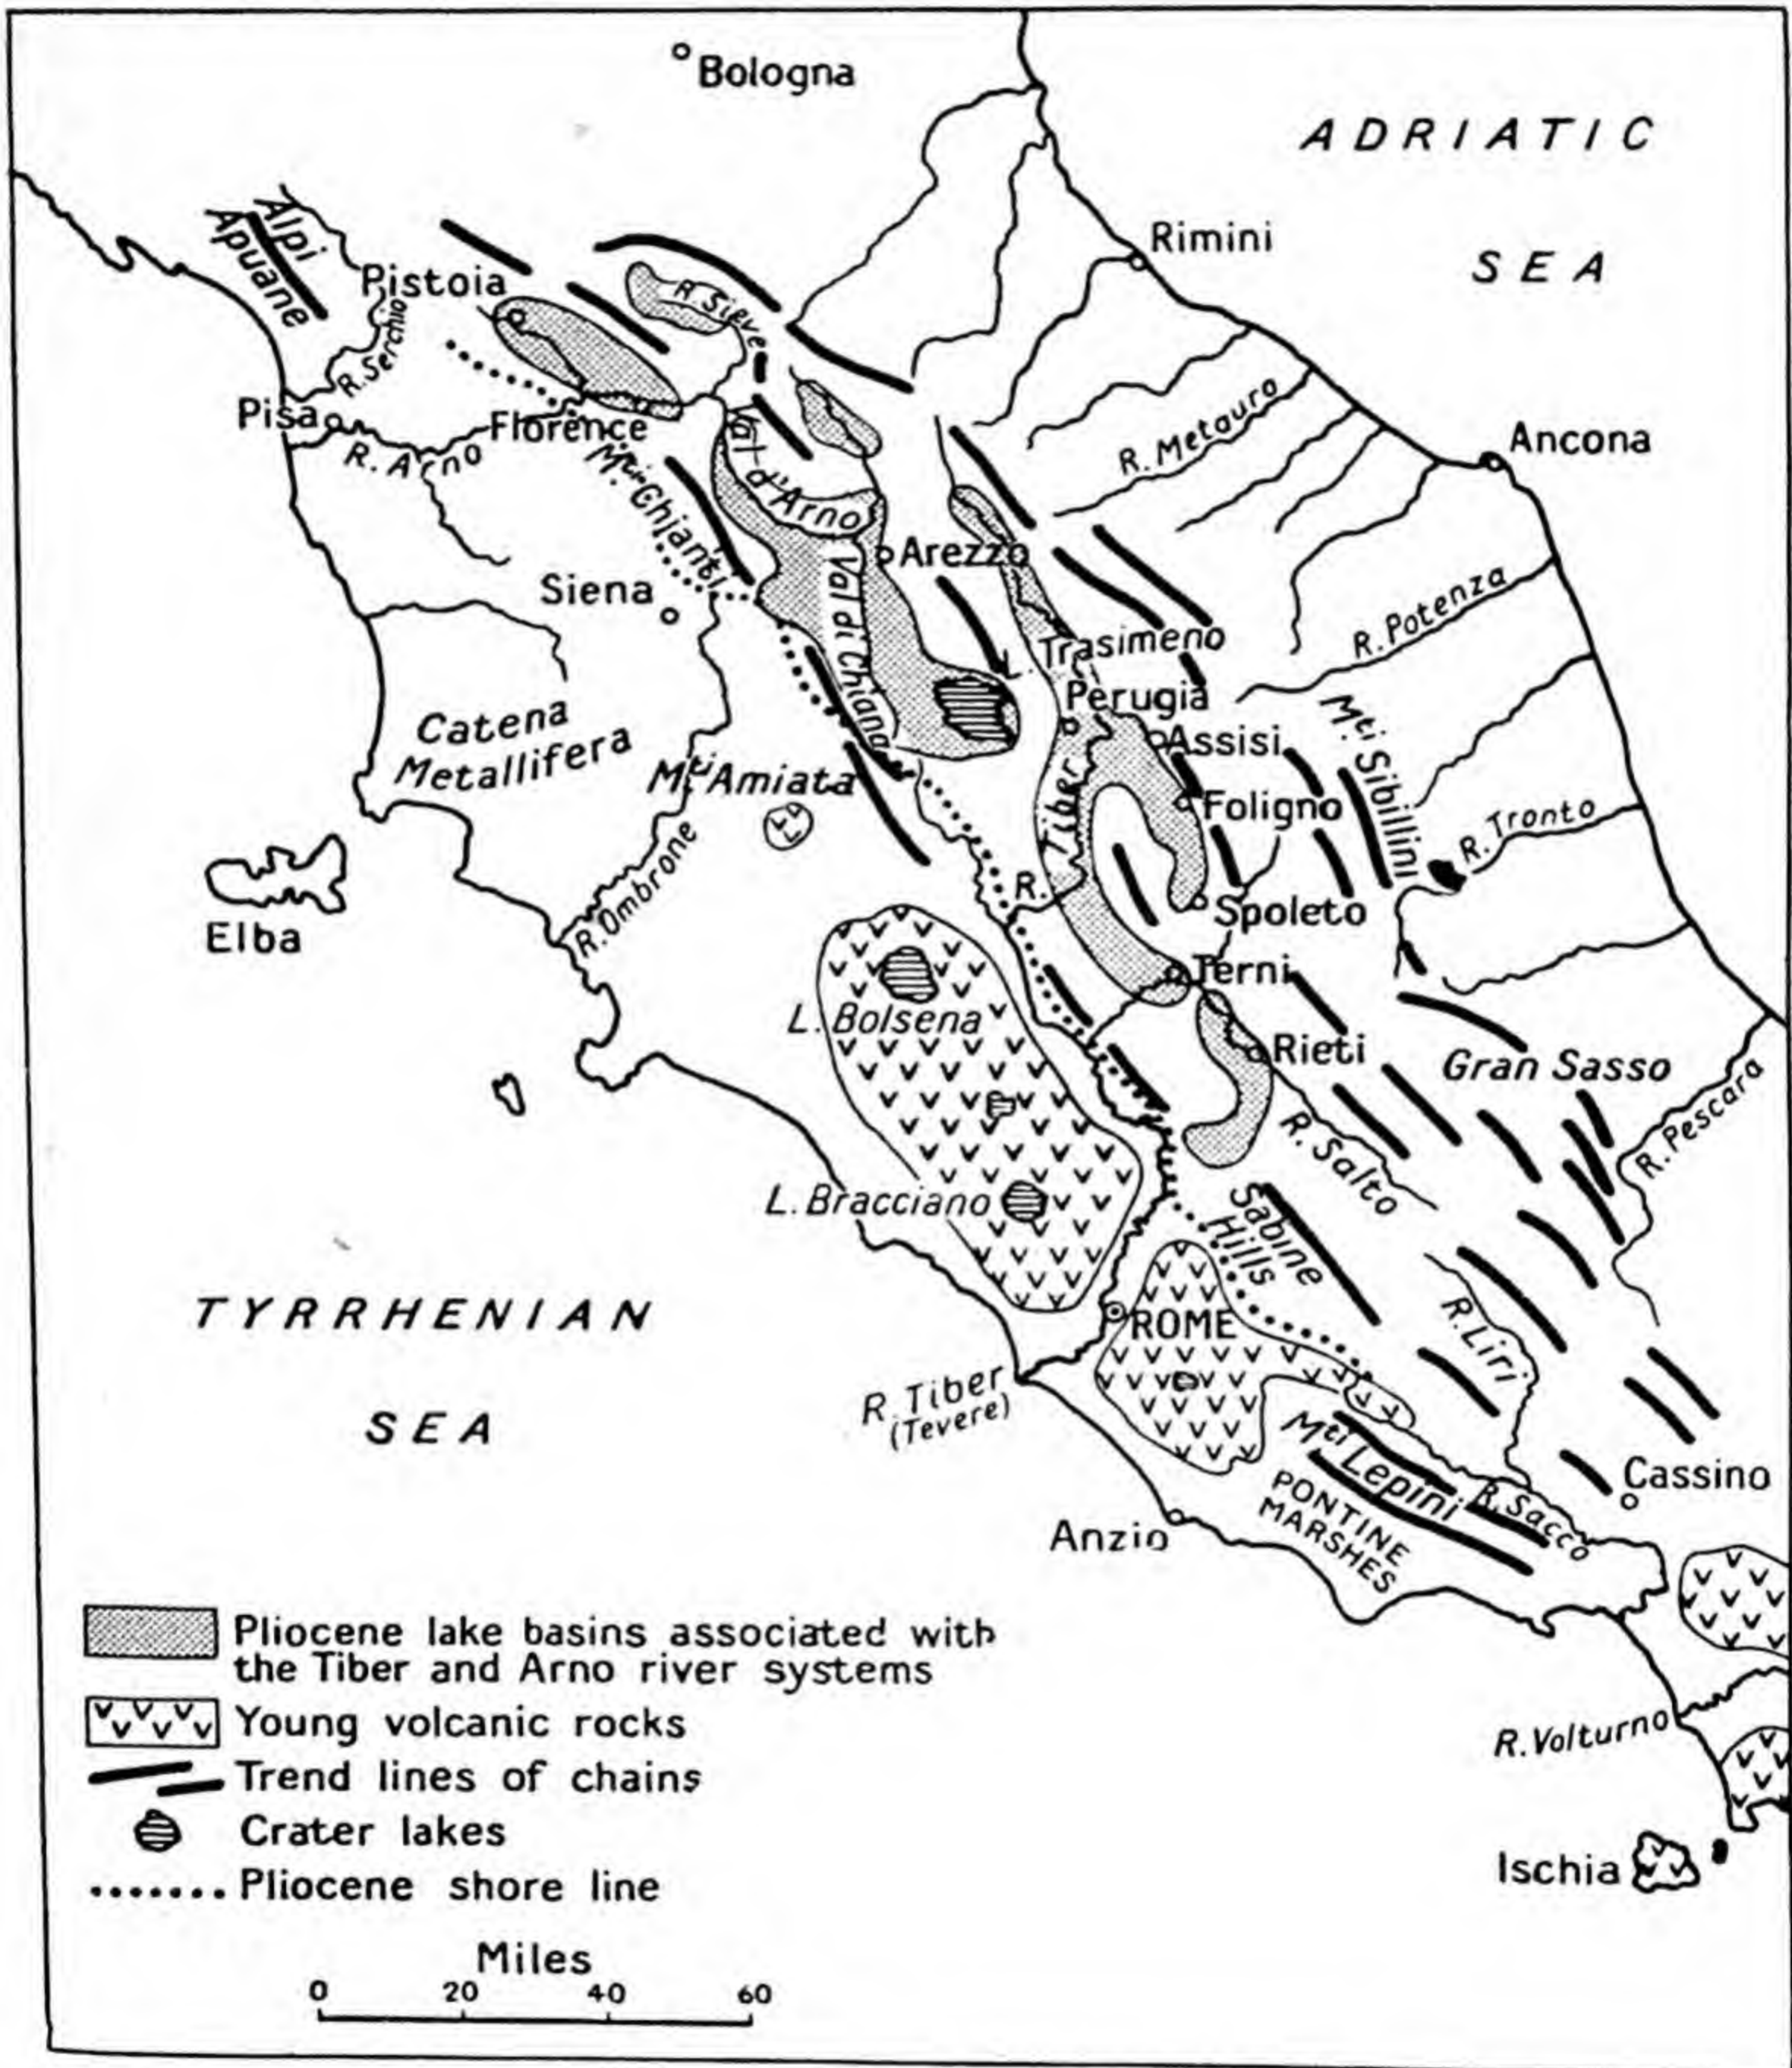 Bologna
ADRIATIC
SEA
Alpi
Apuane
Pistoia
R. Sieve
Rimini
R. Serchio
Pisa
Florence
R. Arno
Val d'Arno
R. Metauro
Ancona
Mti Chianti
Arezzo
Siena
Val di Chiana
L. Trasimeno
R. Potenza
Perugia
Catena
Metallifera
Assisi
Mti Sibillini
Mti Amiata
Foligno
R. Tronto
R. Tiber
Elba
R. Ombrone
Spoleto
Terni
L. Bolsena
Rieti
Gran Sasso
R. Pescara
R. Salto
L. Bracciano
Sabine
Hills
TYRRHENIAN
SEA
ROME
R. Liri
R. Tiber
(Tevere)
Mti Lepini
Cassino
R. Sacco
PONTINE
MARSHES
Anzio
Pliocene lake basins associated with
the Tiber and Arno river systems
Young volcanic rocks
R. Volturno
Trend lines of chains
Crater lakes
Ischia
Pliocene shore line
Miles
0 20 40 60